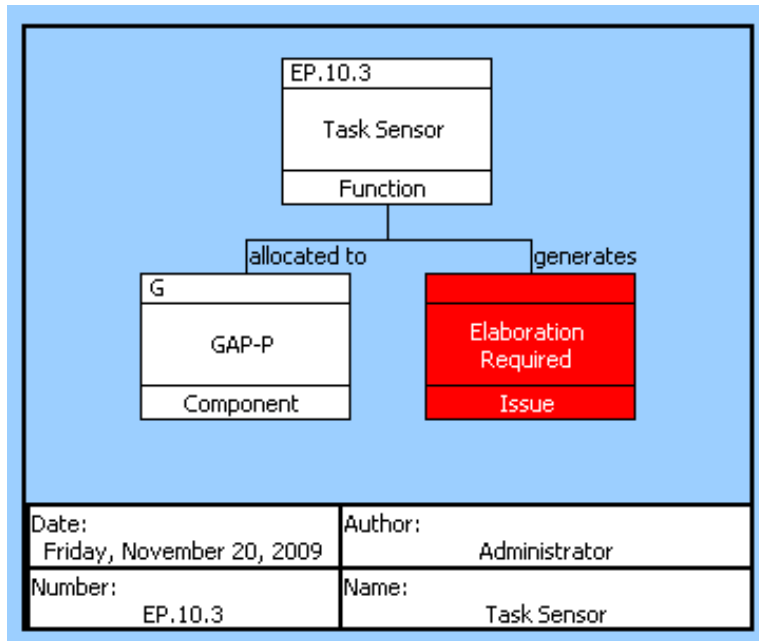 EP.10.3
Task Sensor
Function
allocated to
generates
G
GAP-P
Component
Elaboration
Required
Issue
Date:
Friday, November 20, 2009
Author:
Administrator
Number:
EP.10.3
Name:
Task Sensor